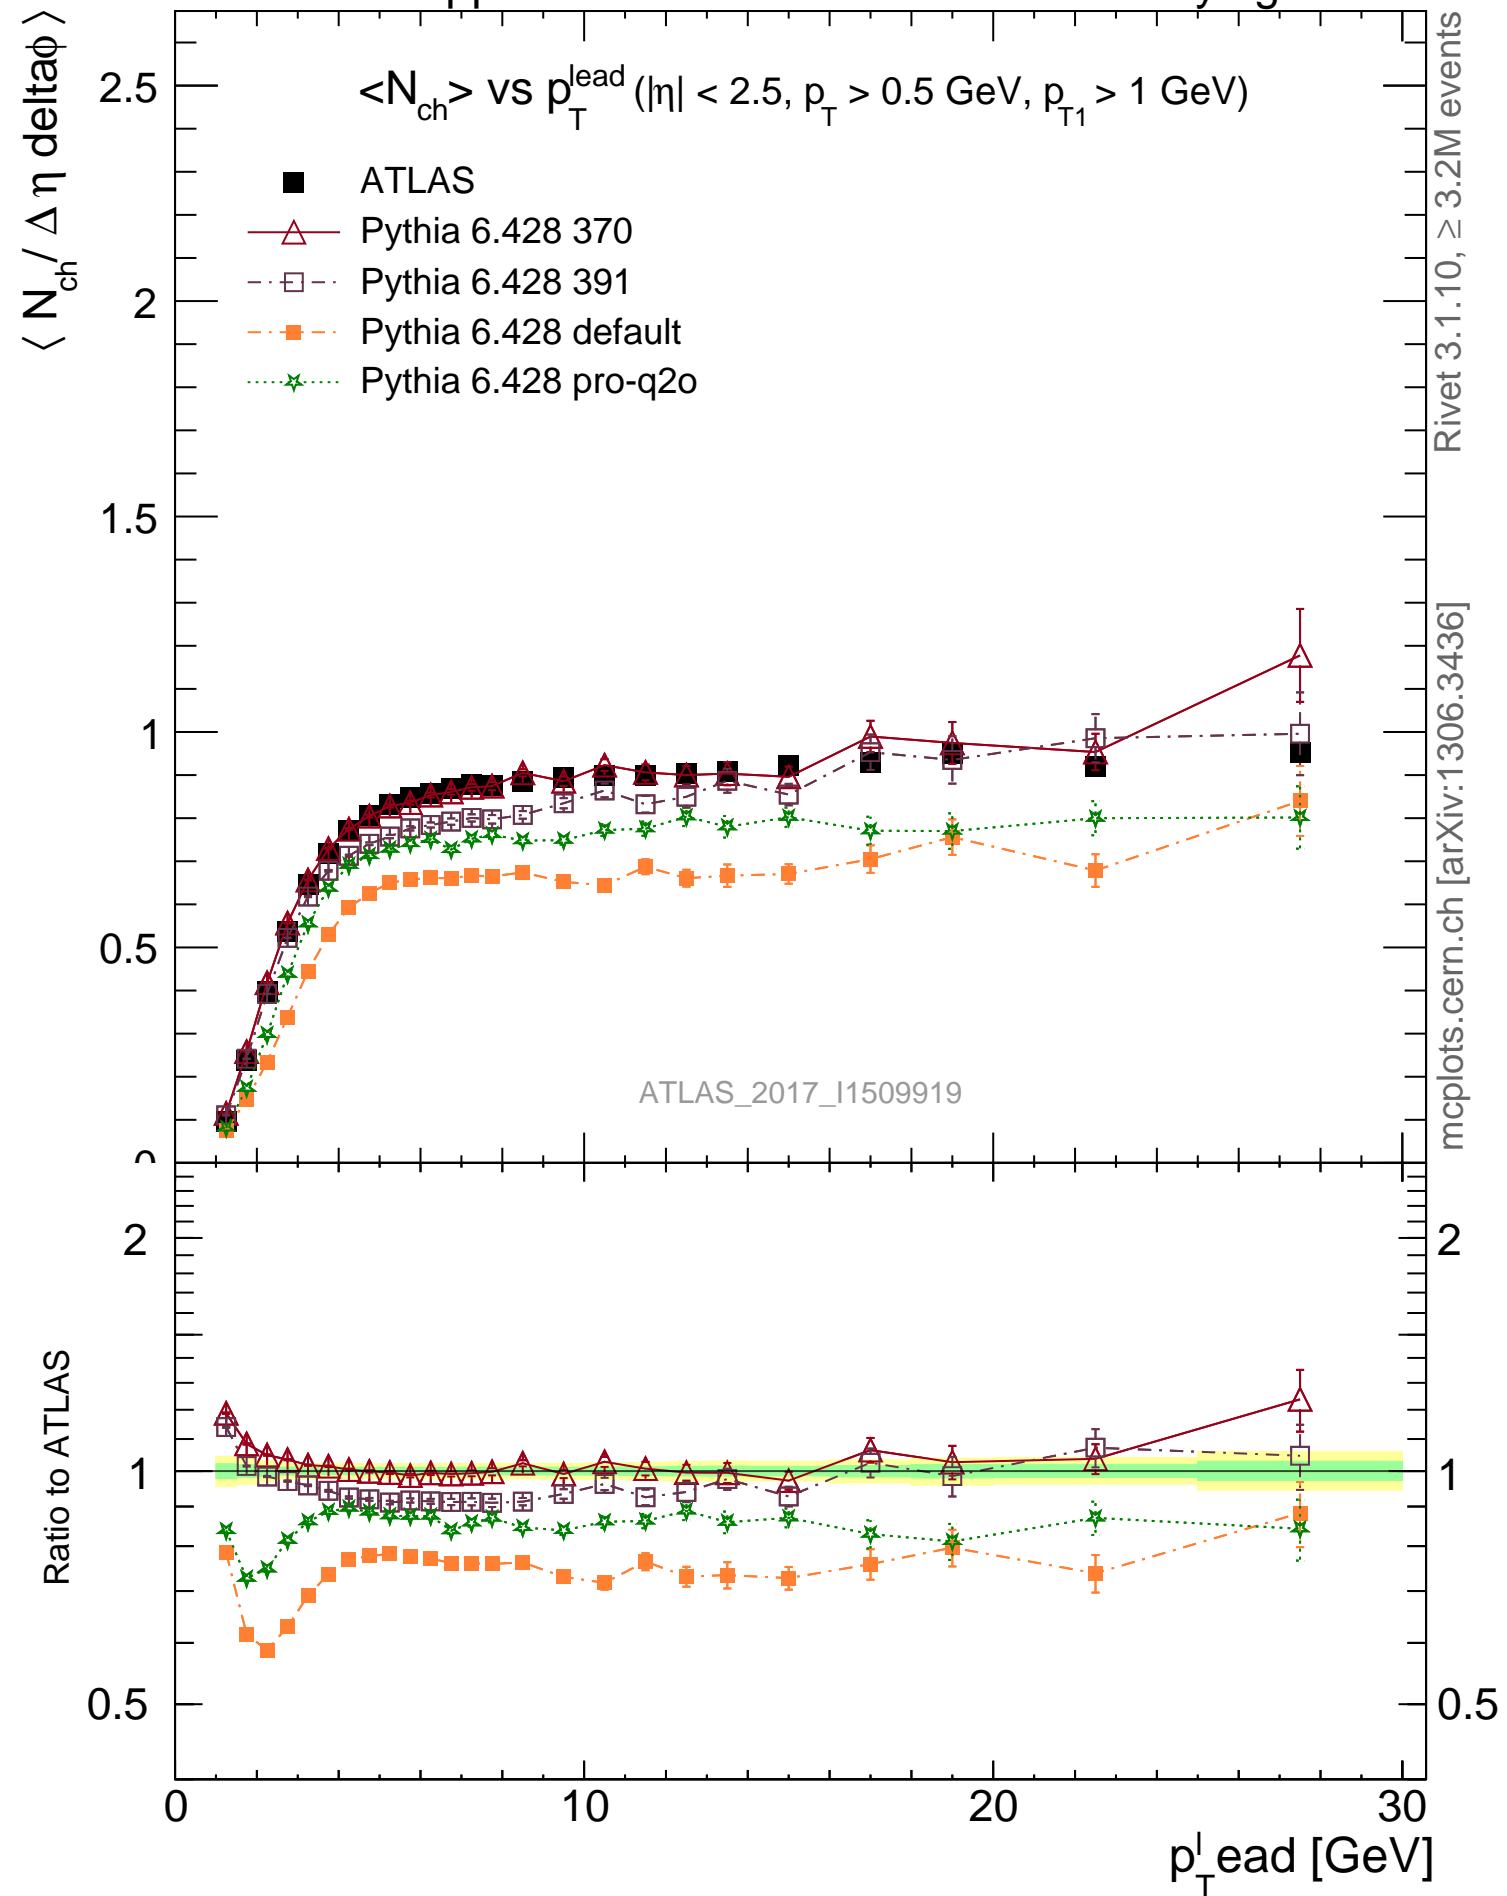 ⟨ N_ch / Δ η deltaϕ ⟩
<N_ch> vs p_T^lead (|η| < 2.5, p_T > 0.5 GeV, p_T1 > 1 GeV)
ATLAS
Pythia 6.428 370
Pythia 6.428 391
Pythia 6.428 default
Pythia 6.428 pro-q2o
2.5
2
1.5
1
0.5
0
ATLAS_2017_I1509919
Rivet 3.1.10, ≥ 3.2M events
mcplots.cern.ch [arXiv:1306.3436]
Ratio to ATLAS
2
1
0.5
2
1
0.5
0 10 20 30
p_T^lead [GeV]